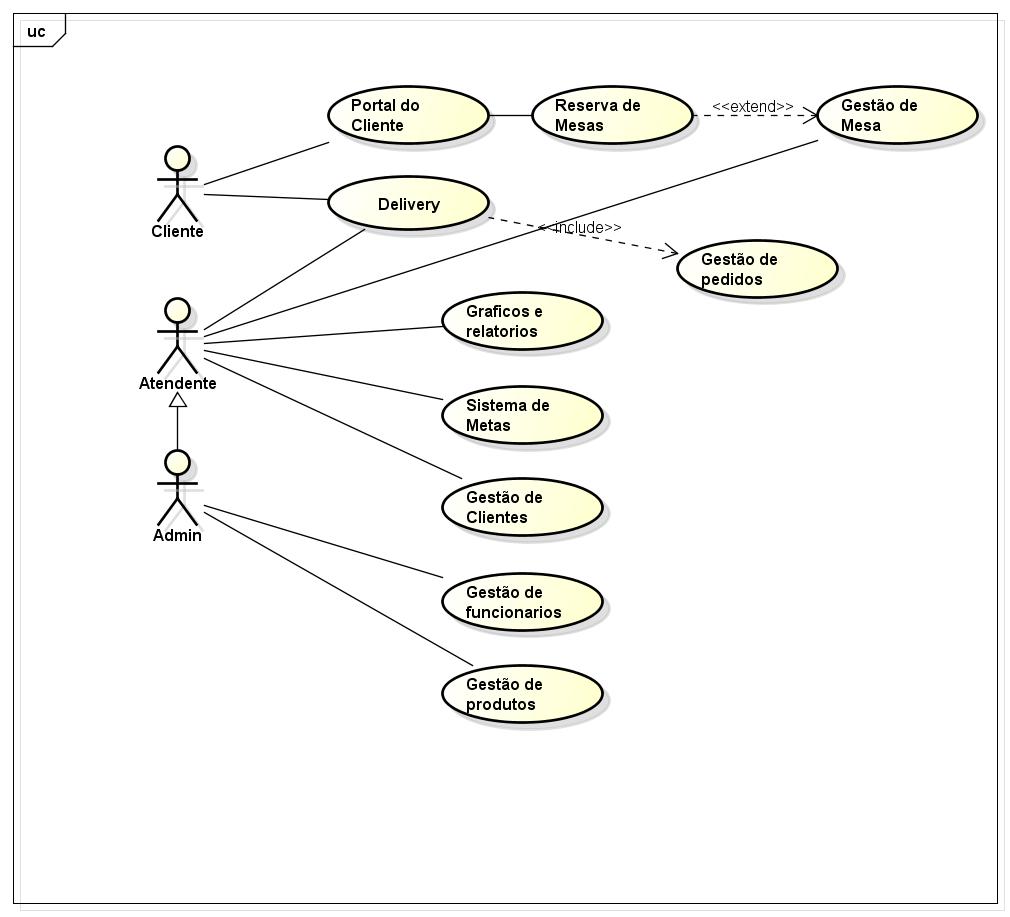 uc
Portal do
Cliente
Reserva de
Mesas
<<extend>>
Gestão de
Mesa
Cliente
Delivery
<<include>>
Gestão de
pedidos
Atendente
Graficos e
relatorios
Sistema de
Metas
Gestão de
Clientes
Admin
Gestão de
funcionarios
Gestão de
produtos